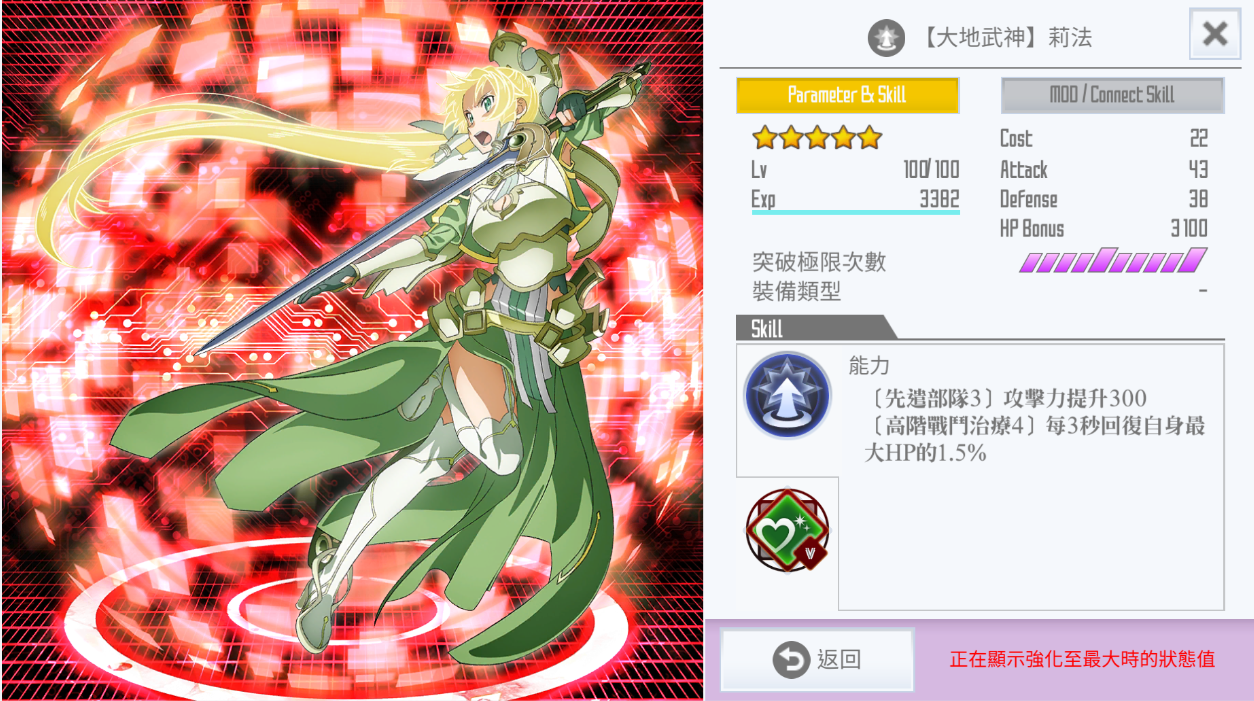 【大地武神】莉法
Parameter & Skill
MOD / Connect Skill
Lv 100/100
Exp 3382
Cost 22
Attack 43
Defense 38
HP Bonus 3100
突破極限次數
裝備類型 -
Skill
能力
〔先遣部隊3〕攻擊力提升300
〔高階戰鬥治療4〕每3秒回復自身最
大HP的1.5%
V
返回
正在顯示強化至最大時的狀態值